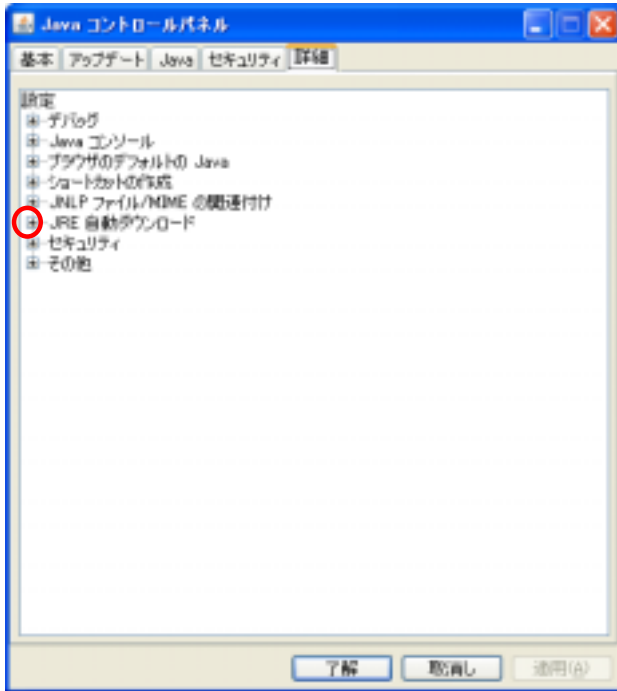 Java コントロールパネル
基本 アップデート Java セキュリティ 詳細
設定
デバッグ
Java コンソール
ブラウザのデフォルトの Java
ショートカットの作成
JNLP ファイル/MIME の関連付け
JRE 自動ダウンロード
セキュリティ
その他
了解 取消し 適用(A)